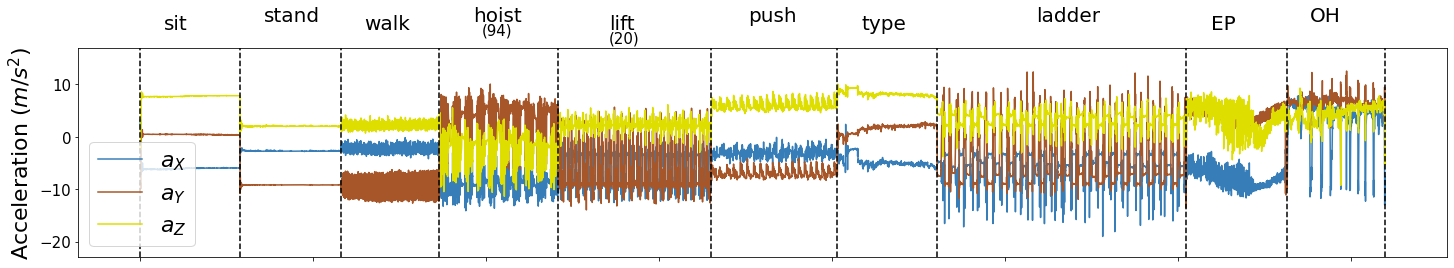 sit stand walk hoist lift push type ladder EP OH
(94) (20)
Acceleration (m/s²)
10
0
−10
−20
a_X
a_Y
a_Z